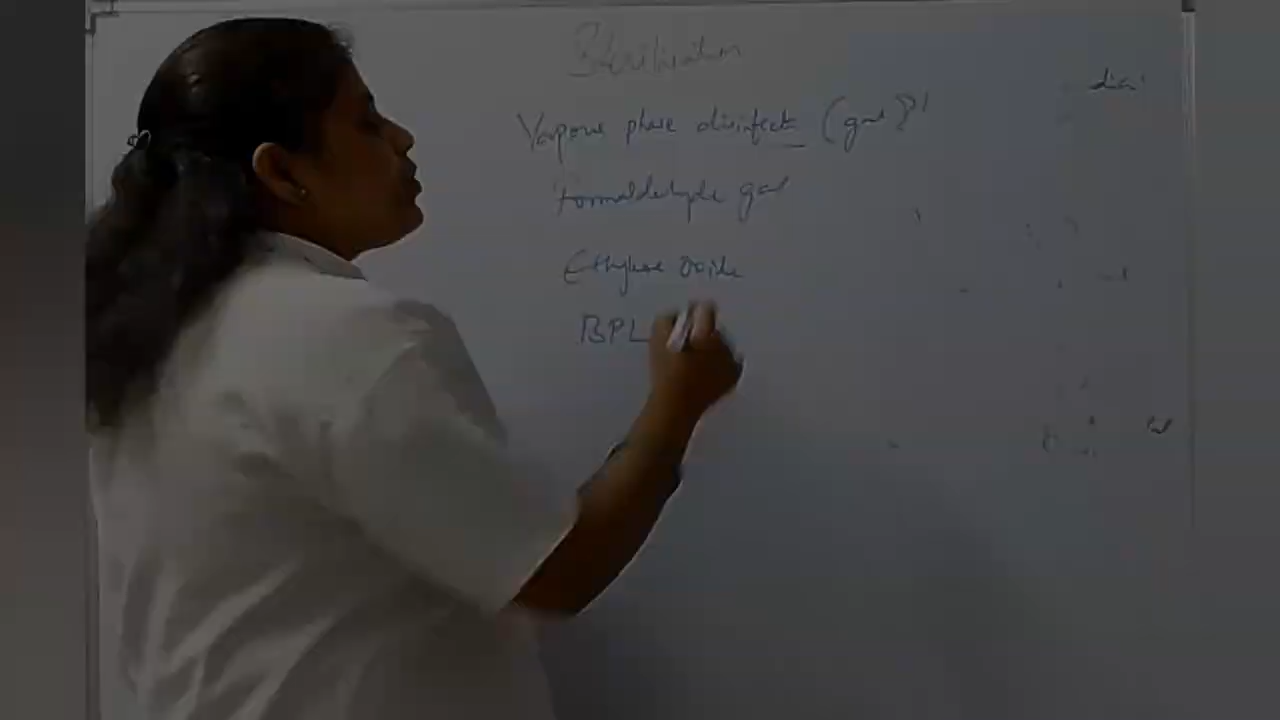 Sterilization
Vapour phase disinfect (gas)
Formaldehyde gas
Ethylene oxide
BPL